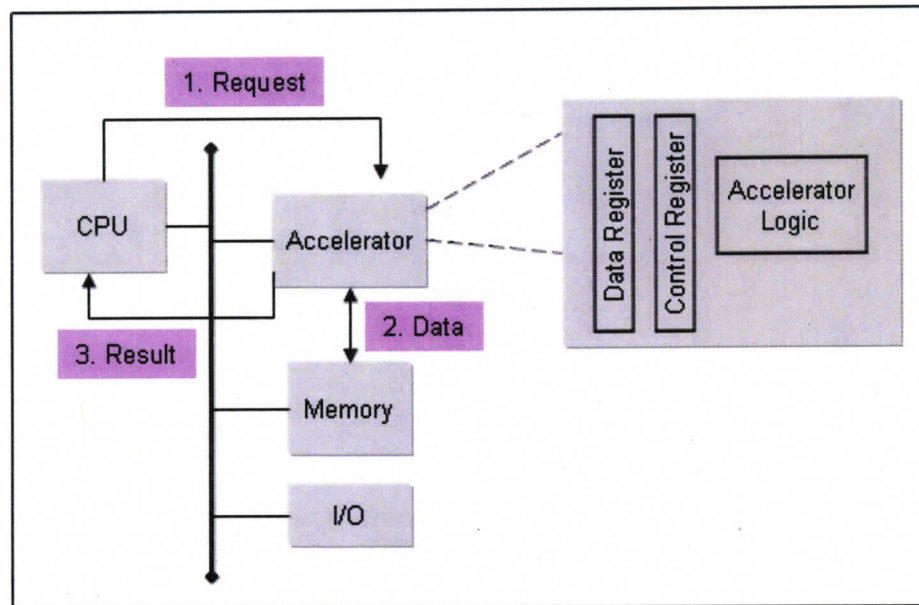 1. Request
CPU
Accelerator
Data Register
Control Register
Accelerator
Logic
2. Data
3. Result
Memory
I/O